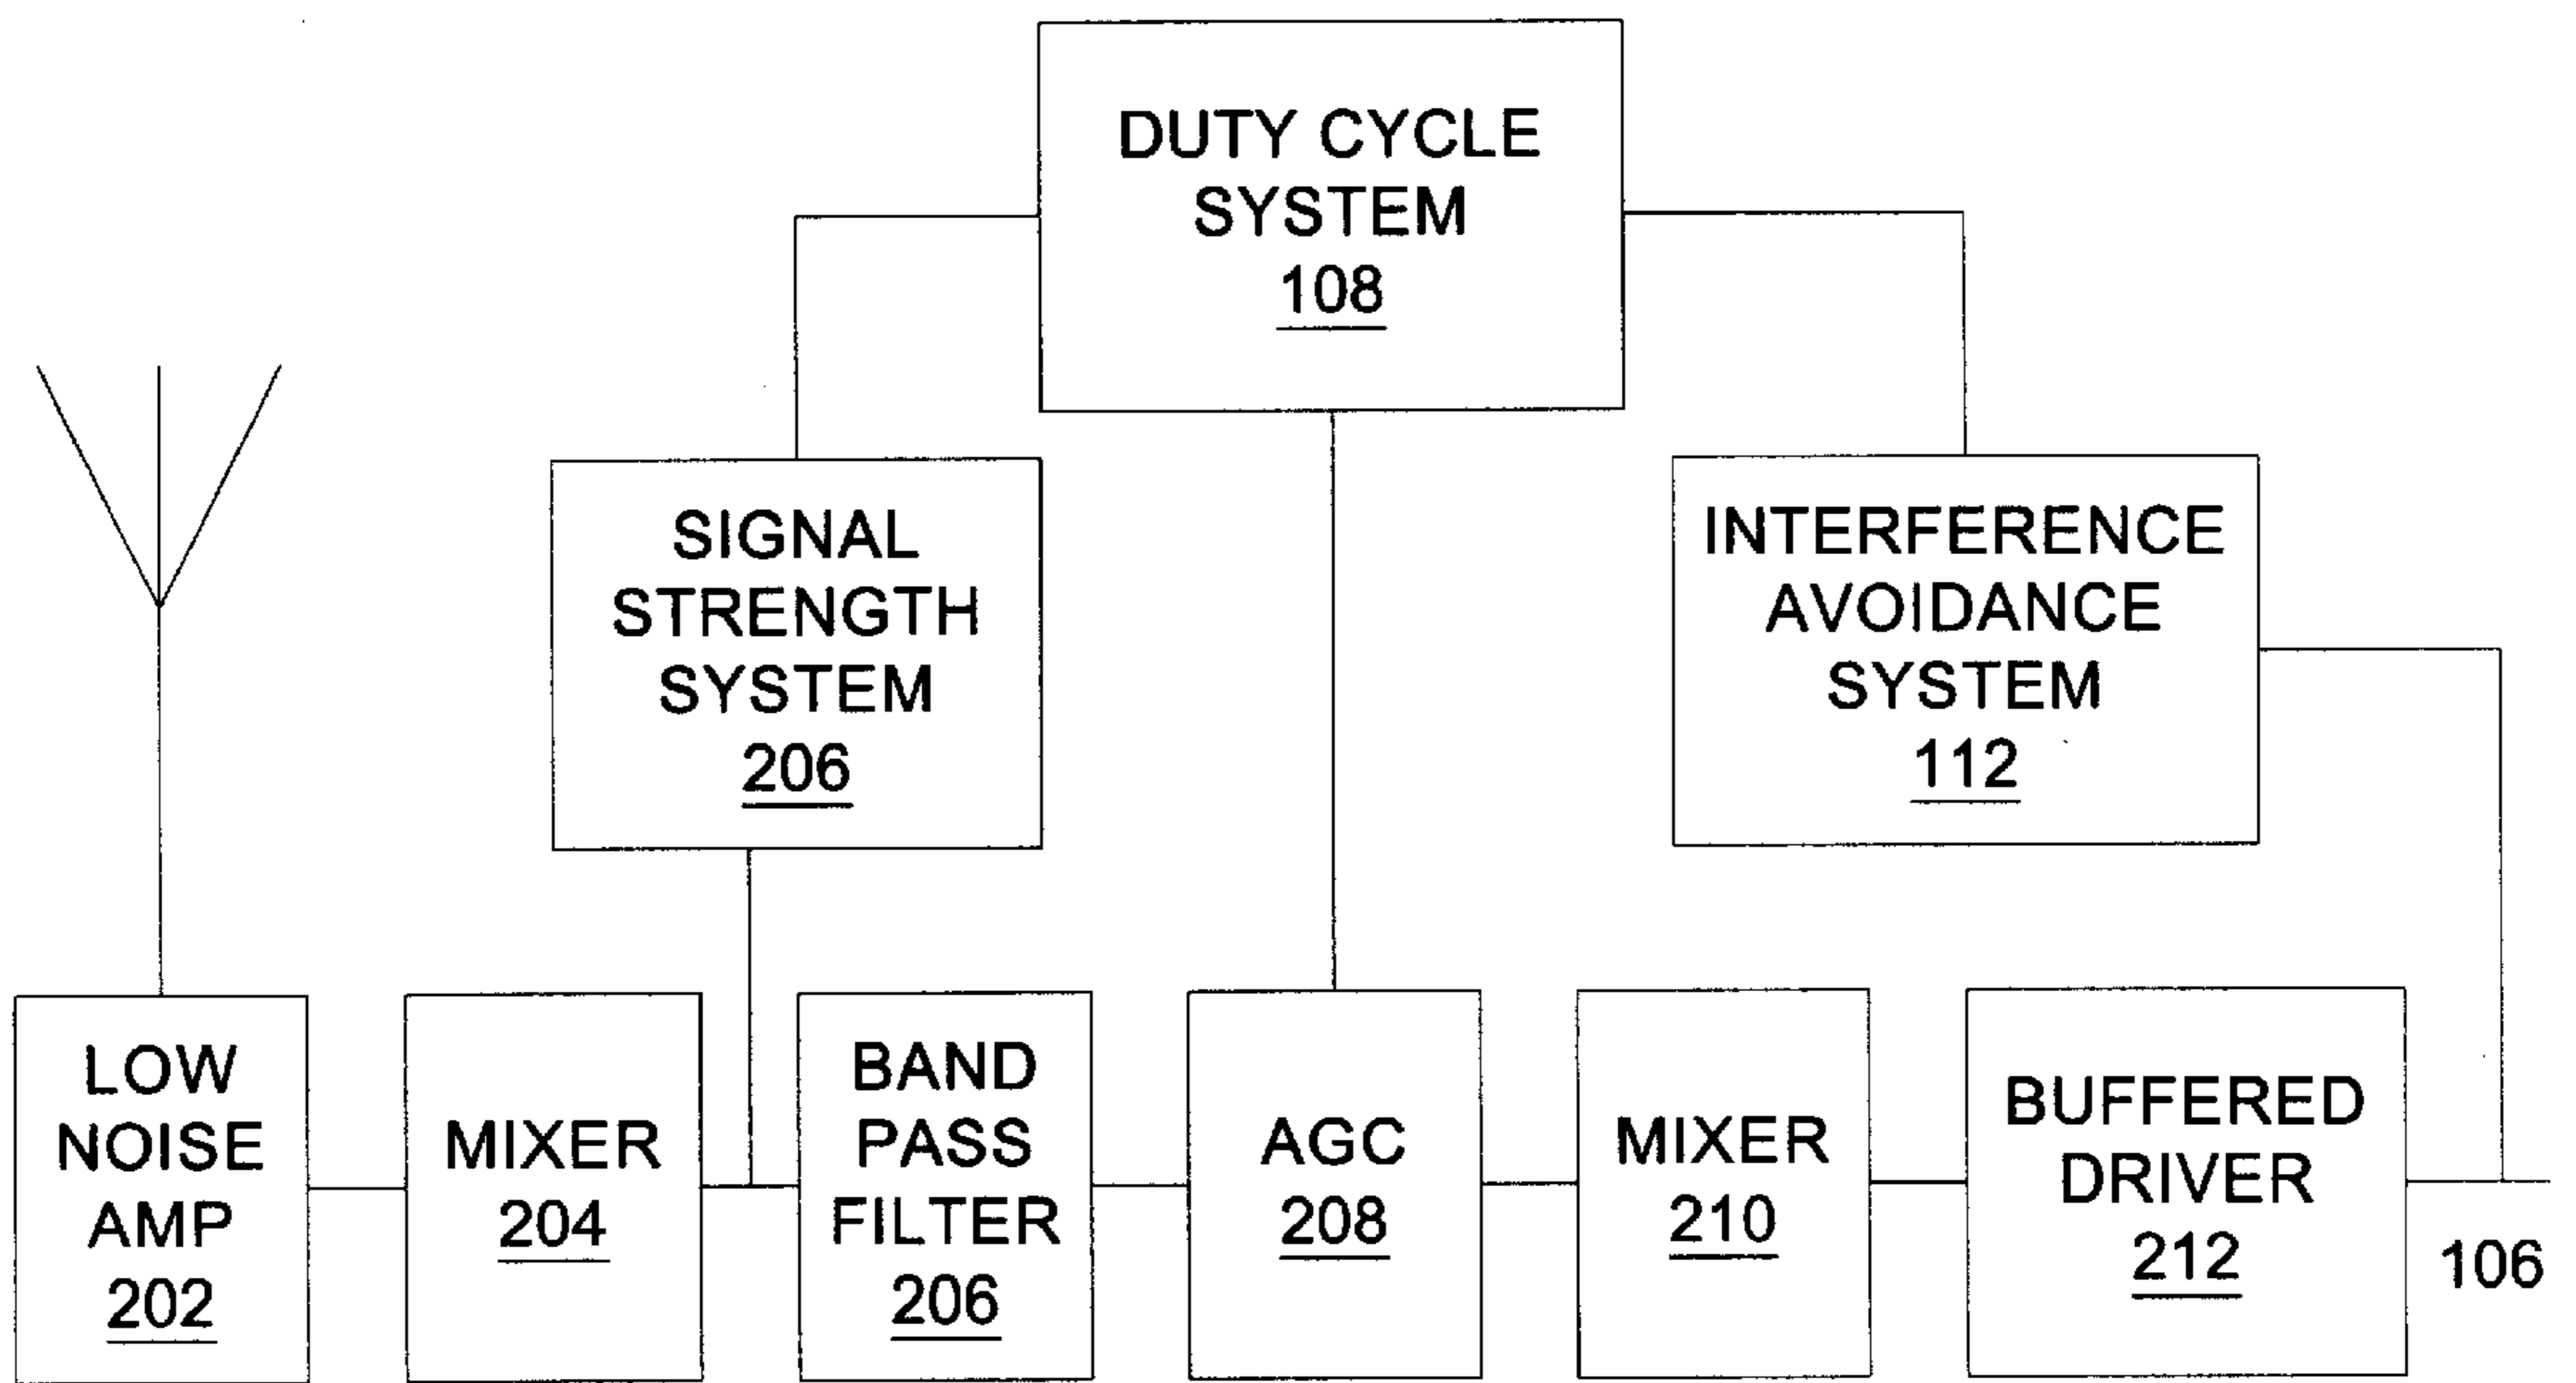 DUTY CYCLE
SYSTEM
108
SIGNAL
STRENGTH
SYSTEM
206
INTERFERENCE
AVOIDANCE
SYSTEM
112
LOW
NOISE
AMP
202
MIXER
204
BAND
PASS
FILTER
206
AGC
208
MIXER
210
BUFFERED
DRIVER
212
106